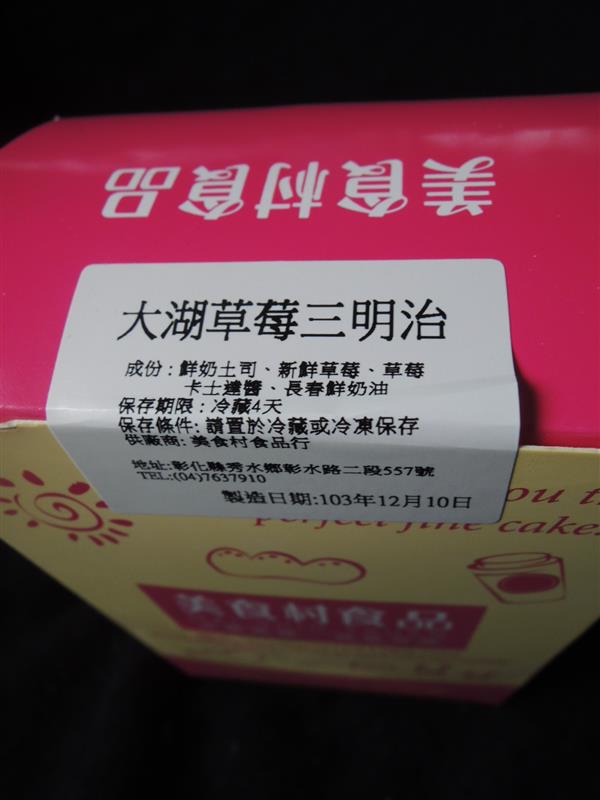 美食村食品
大湖草莓三明治
成份:鮮奶土司、新鮮草莓、草莓
卡士達醬、長春鮮奶油
保存期限:冷藏4天
保存條件:請置於冷藏或冷凍保存
供廠商:美食村食品行
地址:彰化縣秀水鄉彰水路二段557號
TEL:(04)7637910
製造日期:103年12月10日
perfect fine cake
美食村食品